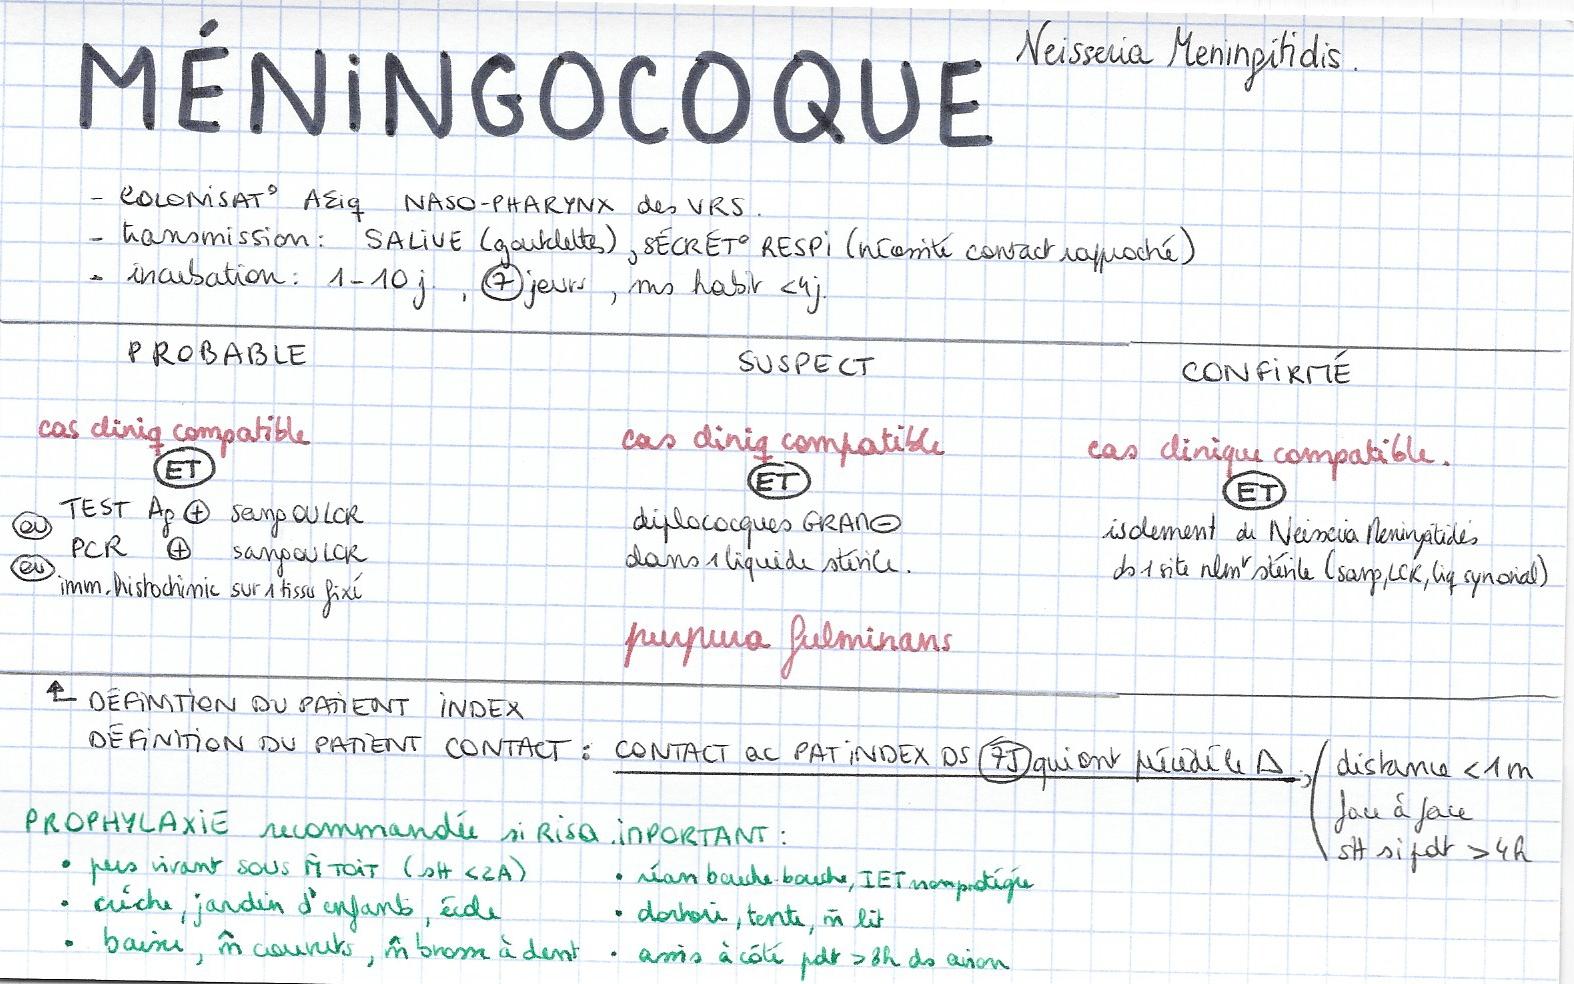 MÉNiNGOCOQUE
Neisseria Meningitidis.
- COLONiSAT° AΣiq NASO-PHARYNX des VRS.
- transmission : SALiVE (gouttelettes), SÉCRÉT° RESPi (nécessité contact rapproché)
- incubation : 1-10 j. , 7 jours , ms habit <4j.
PROBABLE
cas cliniq compatible
ET
TEST Ag + sang OU LCR
ou
PCR + sang ou LCR
ou
imm. histochimie sur 1 tissu fixé
SUSPECT
cas cliniq compatible
ET
diplococques GRAM -
dans 1 liquide stérile.
purpura fulminans
CONFiRMÉ
cas clinique compatible.
ET
isolement de Neisseria Meningitidis
ds 1 site nlmt stérile (sang, LCR, liq synovial)
DÉFiNiTiON DU PATiENT iNDEX
DÉFiNiTiON DU PATiENT CONTACT : CONTACT ac PAT iNDEX DS 7J qui ont précédé le Δ ;
distance < 1m
face à face
sH si pdt > 4h
PROPHYLAXiE recommandée si RISQ iMPORTANT :
• pers vivant SOUS M̂ TOiT (sH <2A)
• crèche, jardin d'enfants, école
• baiser, m̂ couverts, m̂ brosse à dent
• réan bouche-bouche, IET non protégée
• dortoir, tente, m̂ lit
• assis à côté pdt > 8h ds avion